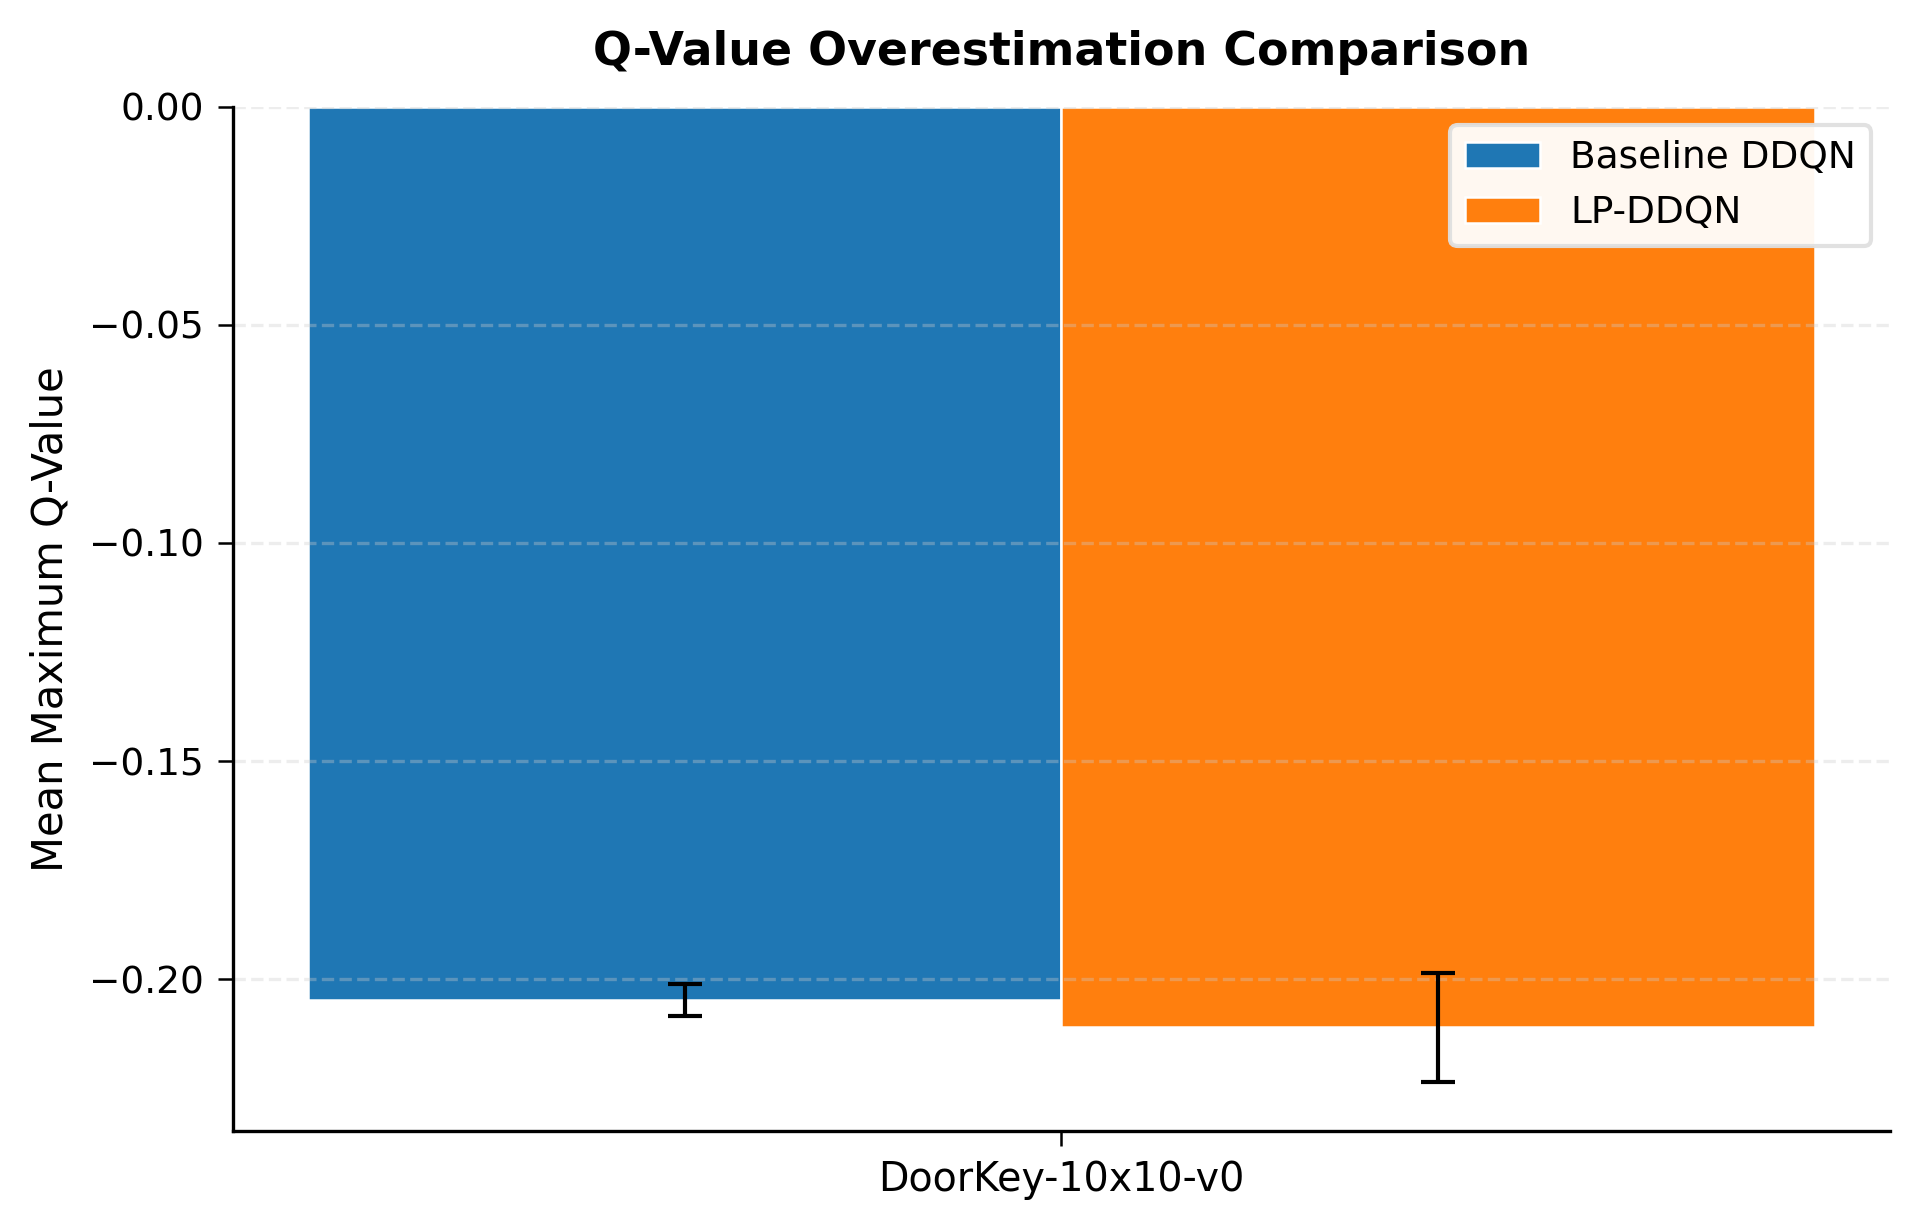 Q-Value Overestimation Comparison
0.00
−0.05
−0.10
−0.15
−0.20
Mean Maximum Q-Value
Baseline DDQN
LP-DDQN
DoorKey-10x10-v0